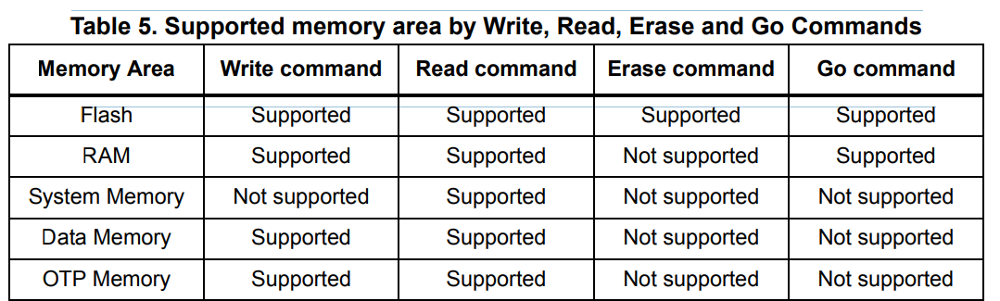 Table 5. Supported memory area by Write, Read, Erase and Go Commands
Memory Area Write command Read command Erase command Go command
Flash Supported Supported Supported Supported
RAM Supported Supported Not supported Supported
System Memory Not supported Supported Not supported Not supported
Data Memory Supported Supported Not supported Not supported
OTP Memory Supported Supported Not supported Not supported